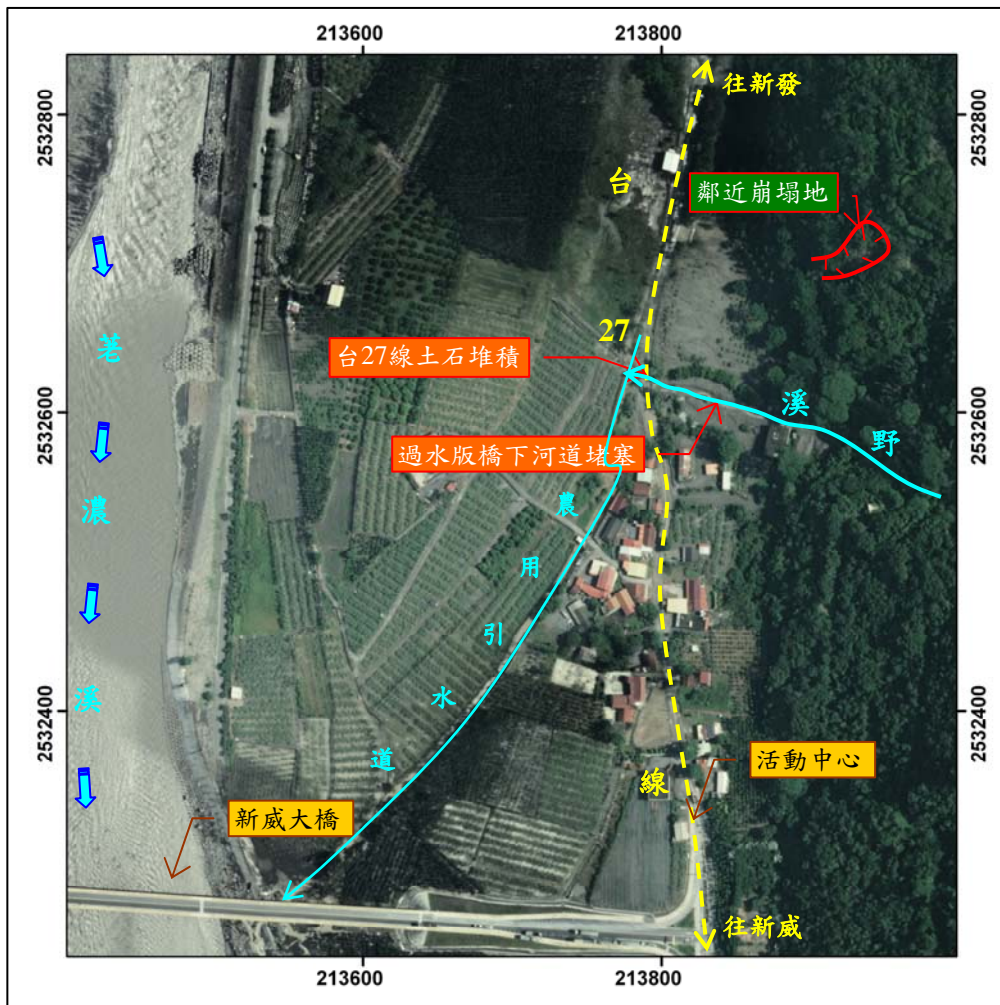 213600
213800
2532800
2532800
往新發
台
鄰近崩塌地
27
台27線土石堆積
荖
溪
野
2532600
2532600
過水版橋下河道堵塞
濃
農
用
引
水
道
溪
2532400
2532400
線
活動中心
新威大橋
往新威
213600
213800